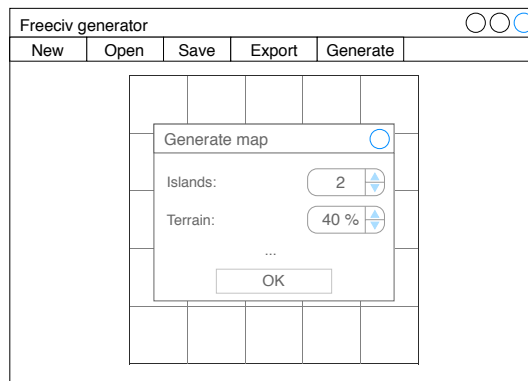 Freeciv generator
New Open Save Export Generate
Generate map
Islands: 2
Terrain: 40 %
...
OK